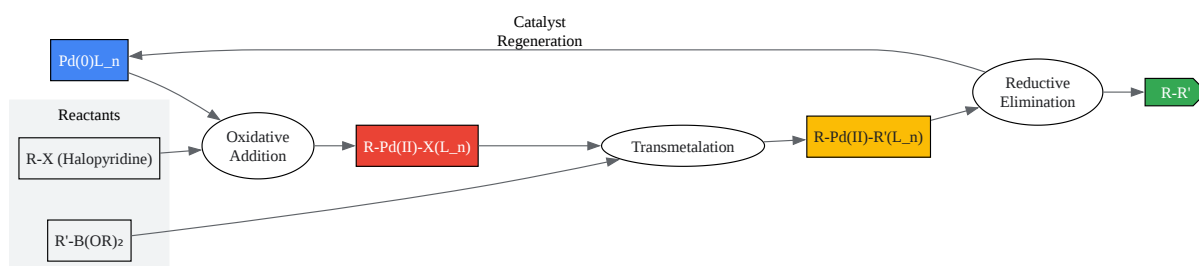 Catalyst
Regeneration
Pd(0)L_n
Reactants
R-X (Halopyridine)
R'-B(OR)₂
Oxidative
Addition
R-Pd(II)-X(L_n)
Transmetalation
R-Pd(II)-R'(L_n)
Reductive
Elimination
R-R'